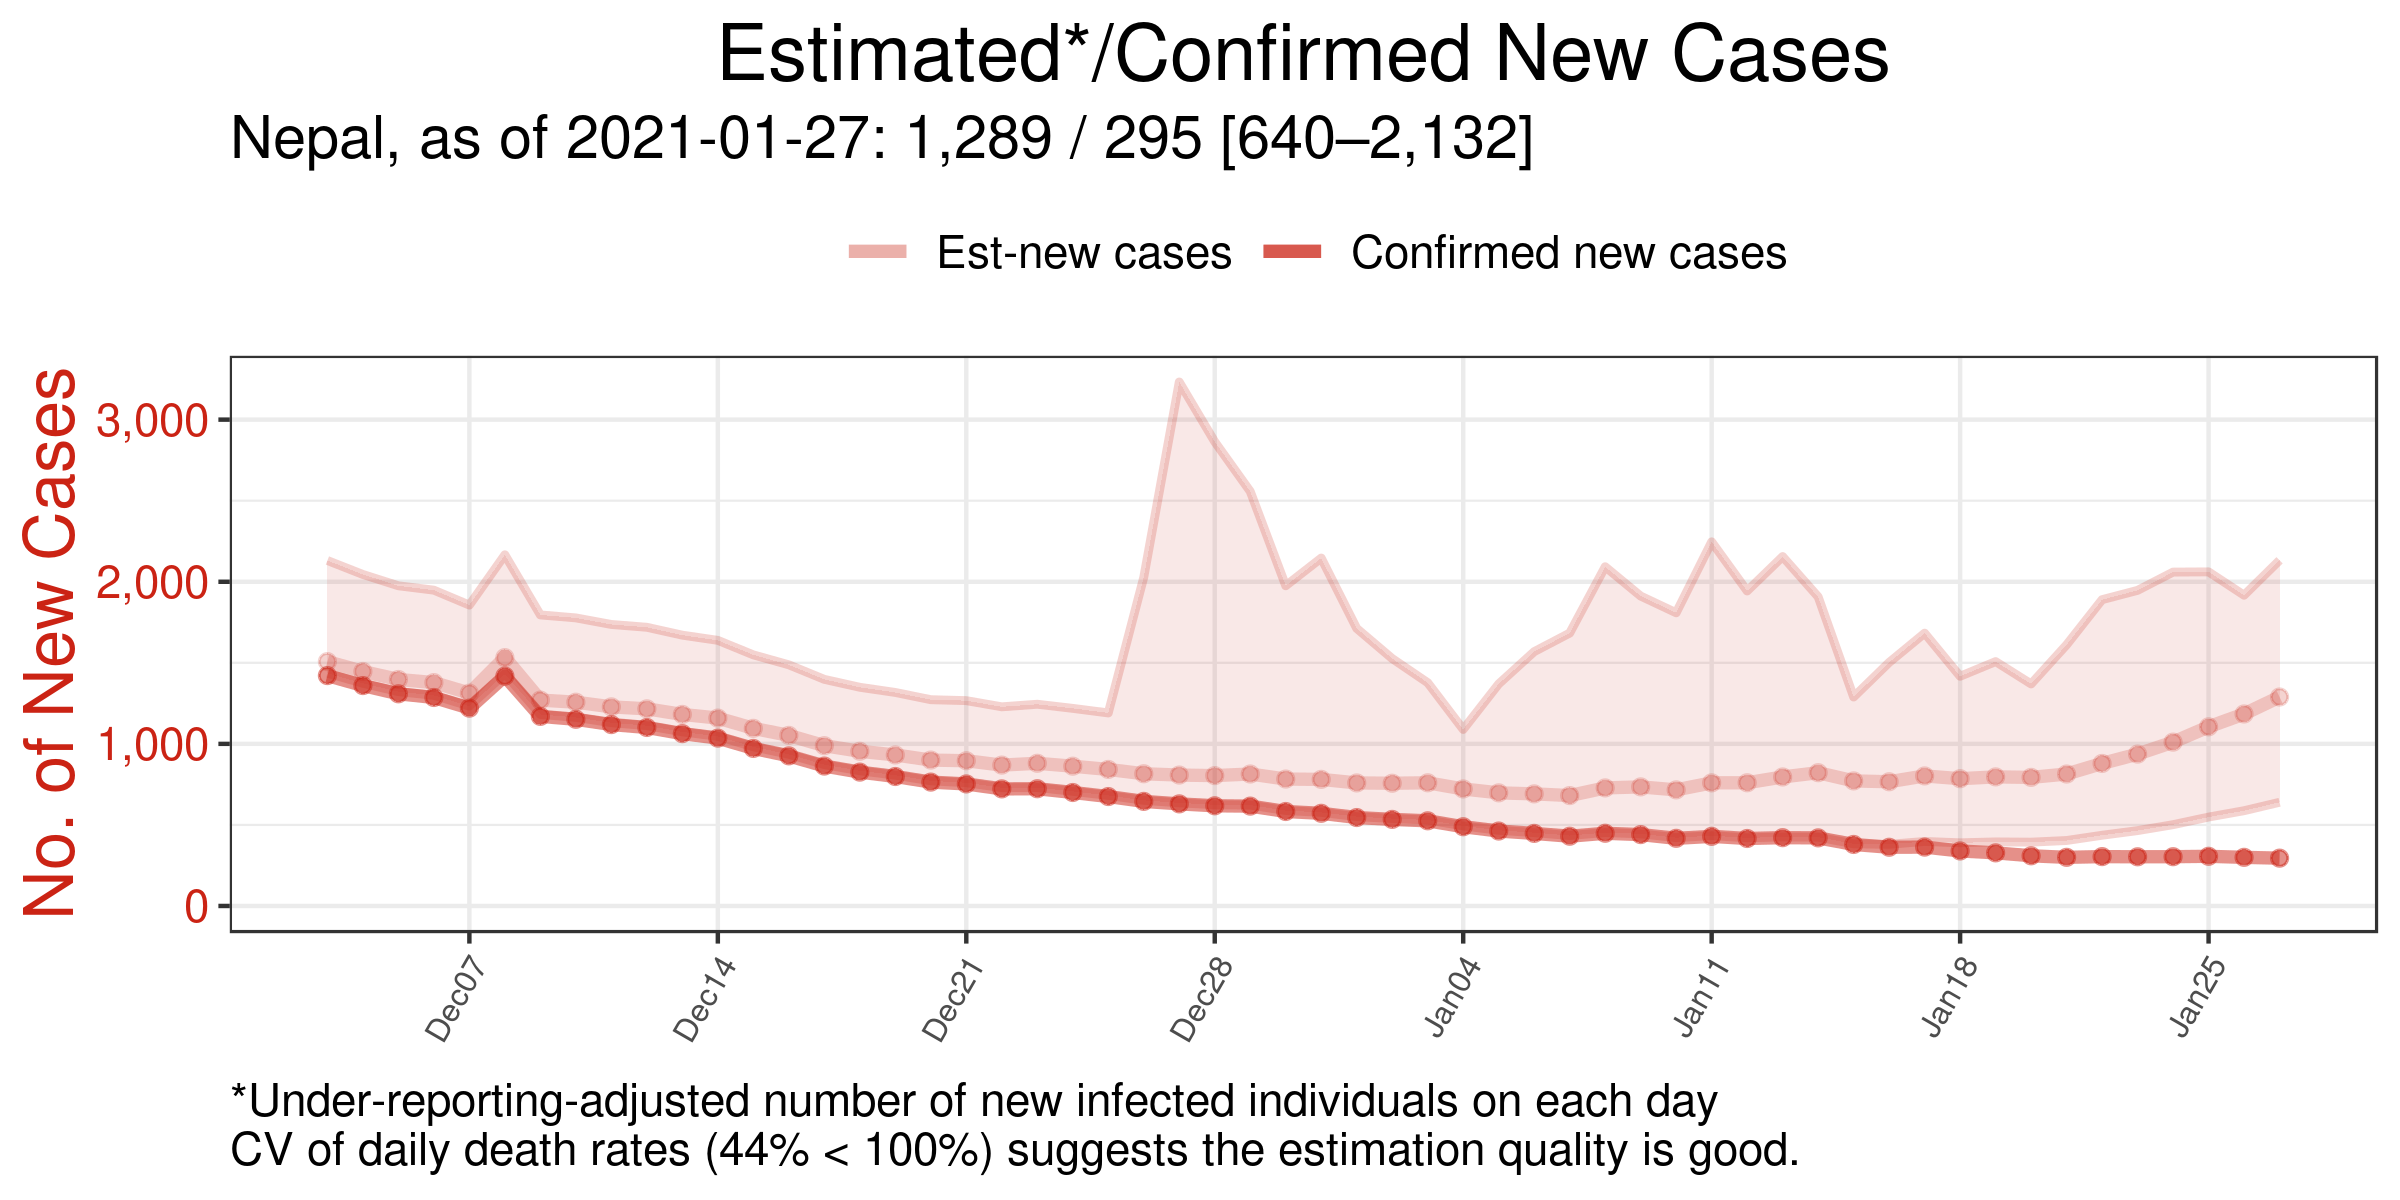 Estimated*/Confirmed New Cases
Nepal, as of 2021-01-27: 1,289 / 295 [640–2,132]
Est-new cases
Confirmed new cases
No. of New Cases
3,000
2,000
1,000
0
Dec07
Dec14
Dec21
Dec28
Jan04
Jan11
Jan18
Jan25
*Under-reporting-adjusted number of new infected individuals on each day
CV of daily death rates (44% < 100%) suggests the estimation quality is good.